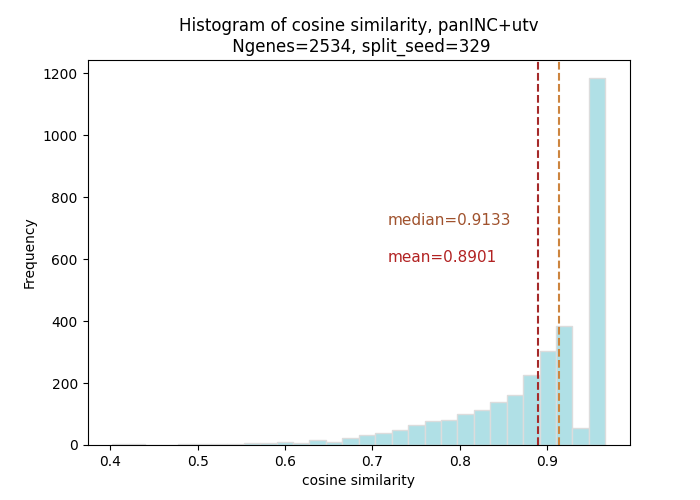 Histogram of cosine similarity, panINC+utv
Ngenes=2534, split_seed=329
1200
1000
800
600
400
200
0
Frequency
median=0.9133
mean=0.8901
0.4 0.5 0.6 0.7 0.8 0.9
cosine similarity